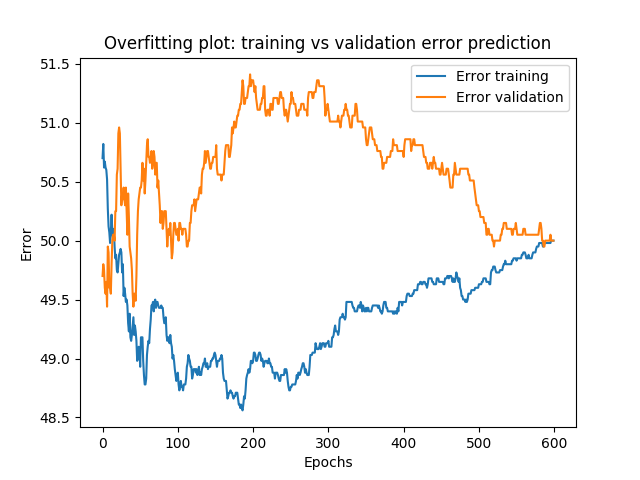 Overfitting plot: training vs validation error prediction
Error training
Error validation
51.5
51.0
50.5
50.0
49.5
49.0
48.5
Error
0 100 200 300 400 500 600
Epochs